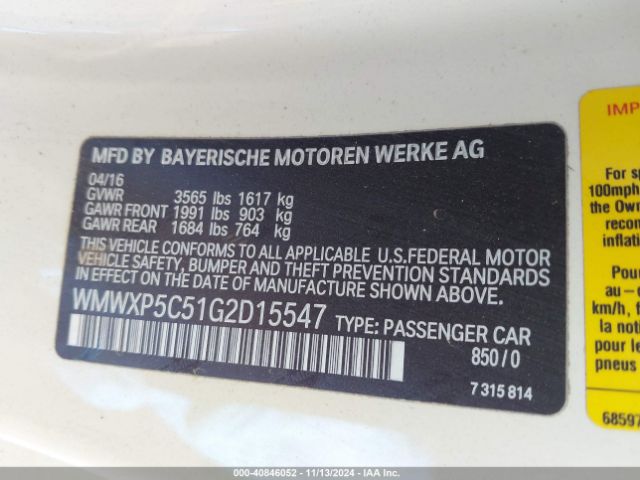 MFD BY BAYERISCHE MOTOREN WERKE AG
04/16
GVWR 3565 lbs 1617 kg
GAWR FRONT 1991 lbs 903 kg
GAWR REAR 1684 lbs 764 kg
THIS VEHICLE CONFORMS TO ALL APPLICABLE U.S.FEDERAL MOTOR
VEHICLE SAFETY, BUMPER AND THEFT PREVENTION STANDARDS
IN EFFECT ON THE DATE OF MANUFACTURE SHOWN ABOVE.
WMWXP5C51G2D15547 TYPE: PASSENGER CAR
850/0
7 315 814
IMP
For sp
100mph
the Own
recon
inflati
Pou
au-d
km/h, f
la noti
pour le
pneus
68597
000-40846052 - 11/13/2024 - IAA Inc.